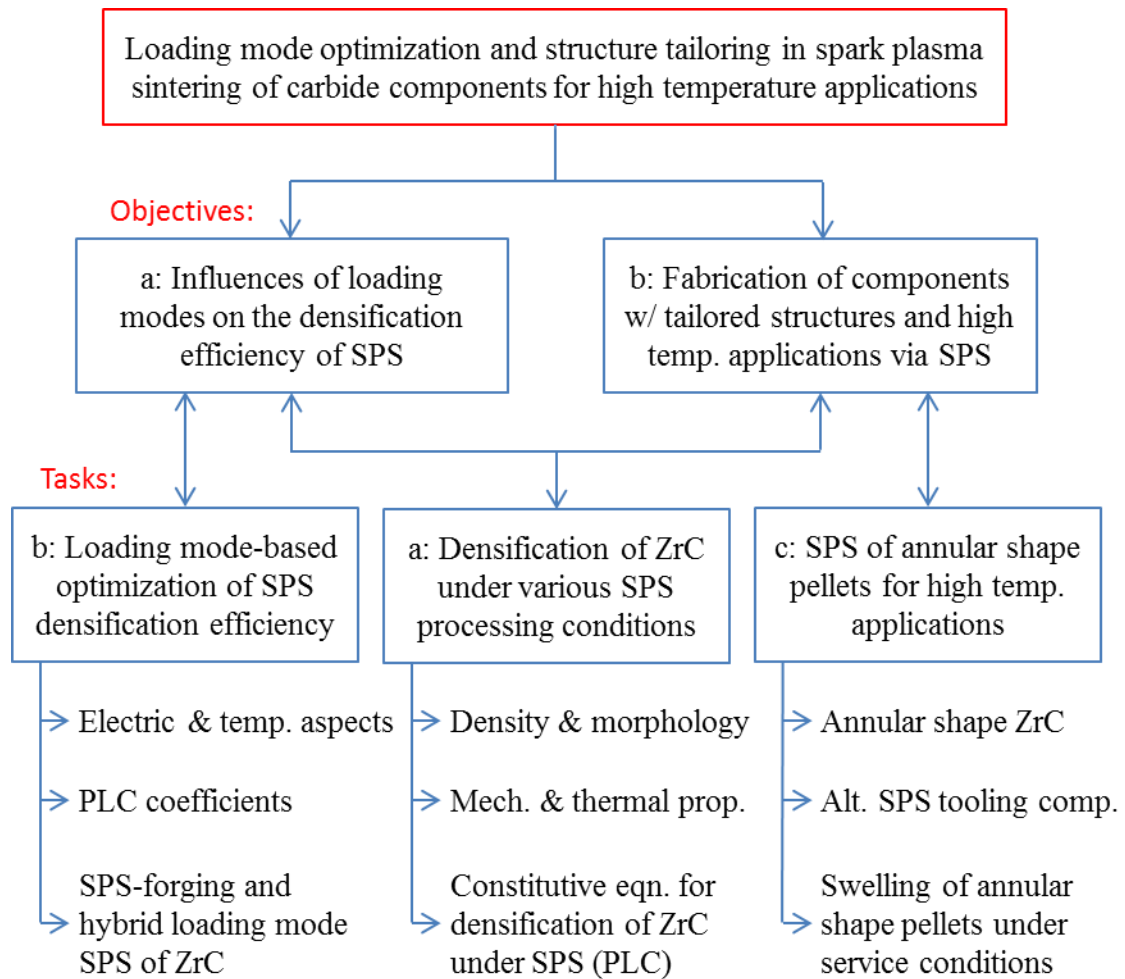 Loading mode optimization and structure tailoring in spark plasma
sintering of carbide components for high temperature applications
Objectives:
a: Influences of loading
modes on the densification
efficiency of SPS
b: Fabrication of components
w/ tailored structures and high
temp. applications via SPS
Tasks:
b: Loading mode-based
optimization of SPS
densification efficiency
a: Densification of ZrC
under various SPS
processing conditions
c: SPS of annular shape
pellets for high temp.
applications
Electric & temp. aspects
PLC coefficients
SPS-forging and
hybrid loading mode
SPS of ZrC
Density & morphology
Mech. & thermal prop.
Constitutive eqn. for
densification of ZrC
under SPS (PLC)
Annular shape ZrC
Alt. SPS tooling comp.
Swelling of annular
shape pellets under
service conditions